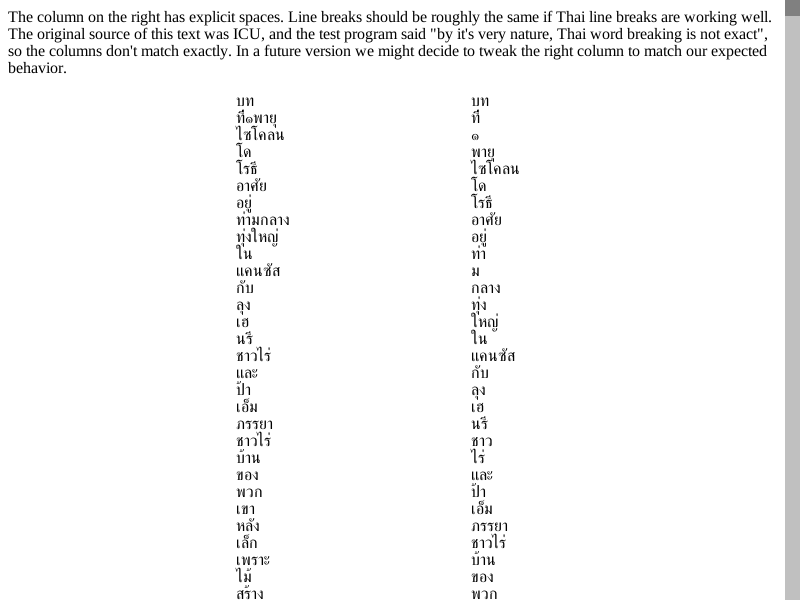 The column on the right has explicit spaces. Line breaks should be roughly the same if Thai line breaks are working well.
The original source of this text was ICU, and the test program said "by it's very nature, Thai word breaking is not exact",
so the columns don't match exactly. In a future version we might decide to tweak the right column to match our expected
behavior.
บท
ที่๑พายุ
ไซโคลน
โด
โรธี
อาศัย
อยู่
ท่ามกลาง
ทุ่งใหญ่
ใน
แคนซัส
กับ
ลุง
เฮ
นรี
ชาวไร่
และ
ป้า
เอ็ม
ภรรยา
ชาวไร่
บ้าน
ของ
พวก
เขา
หลัง
เล็ก
เพราะ
ไม้
สร้าง
บท
ที่
๑
พายุ
ไซโคลน
โด
โรธี
อาศัย
อยู่
ท่า
ม
กลาง
ทุ่ง
ใหญ่
ใน
แคนซัส
กับ
ลุง
เฮ
นรี
ชาว
ไร่
และ
ป้า
เอ็ม
ภรรยา
ชาวไร่
บ้าน
ของ
พวก